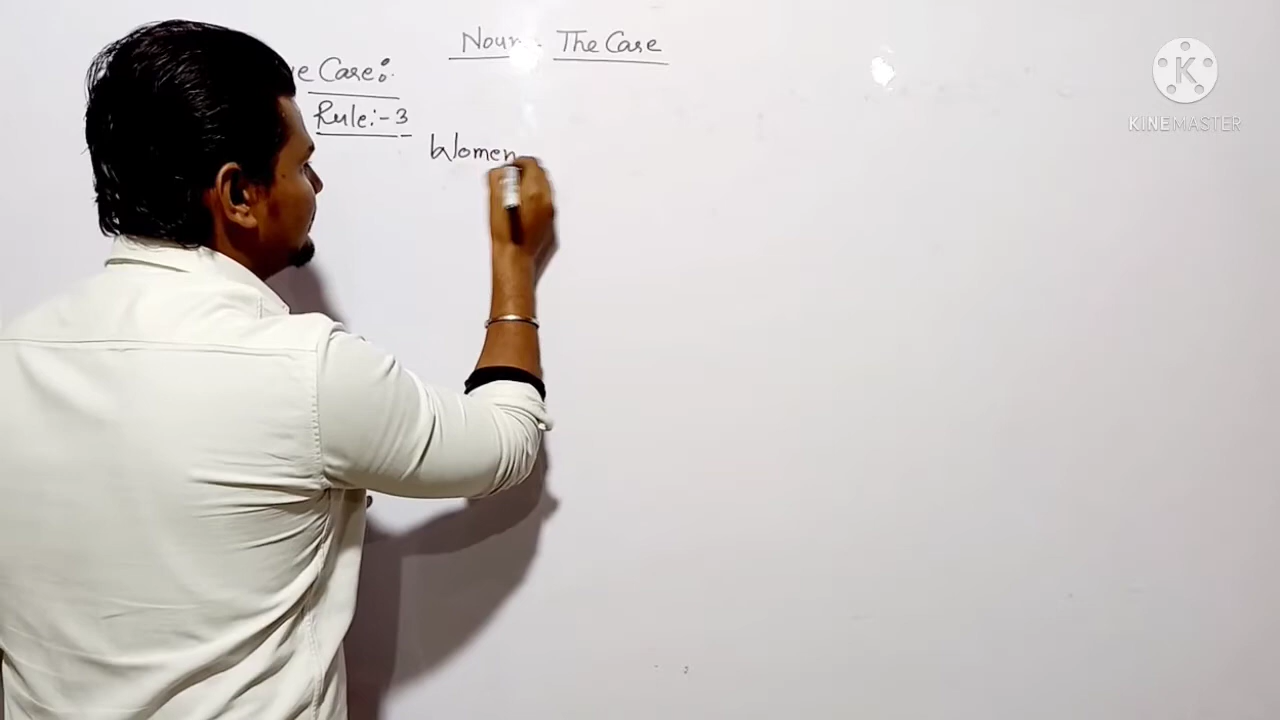 Noun - The Case
Case:
Rule:- 3
Women
KINEMASTER